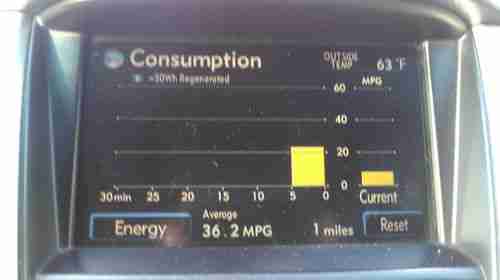 Consumption
OUTSIDE TEMP 63 °F
=50Wh Regenerated
MPG
60
40
20
0
30min 25 20 15 10 5 0 Current
Energy
Average
36.2 MPG
1 miles
Reset